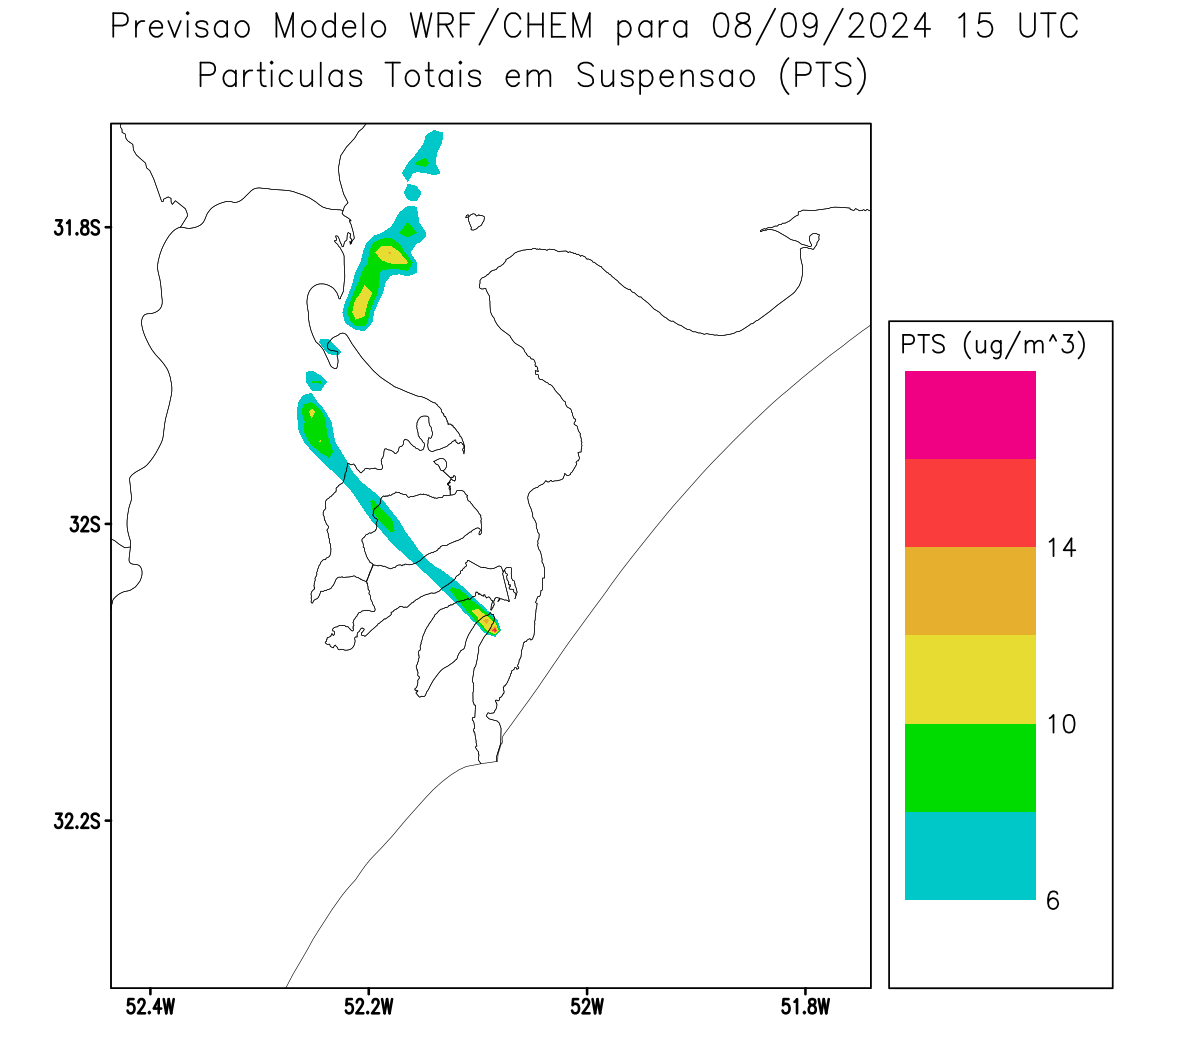 Previsao Modelo WRF/CHEM para 08/09/2024 15 UTC
Particulas Totais em Suspensao (PTS)
31.8S
32S
32.2S
52.4W 52.2W 52W 51.8W
PTS (ug/m^3)
14
10
6